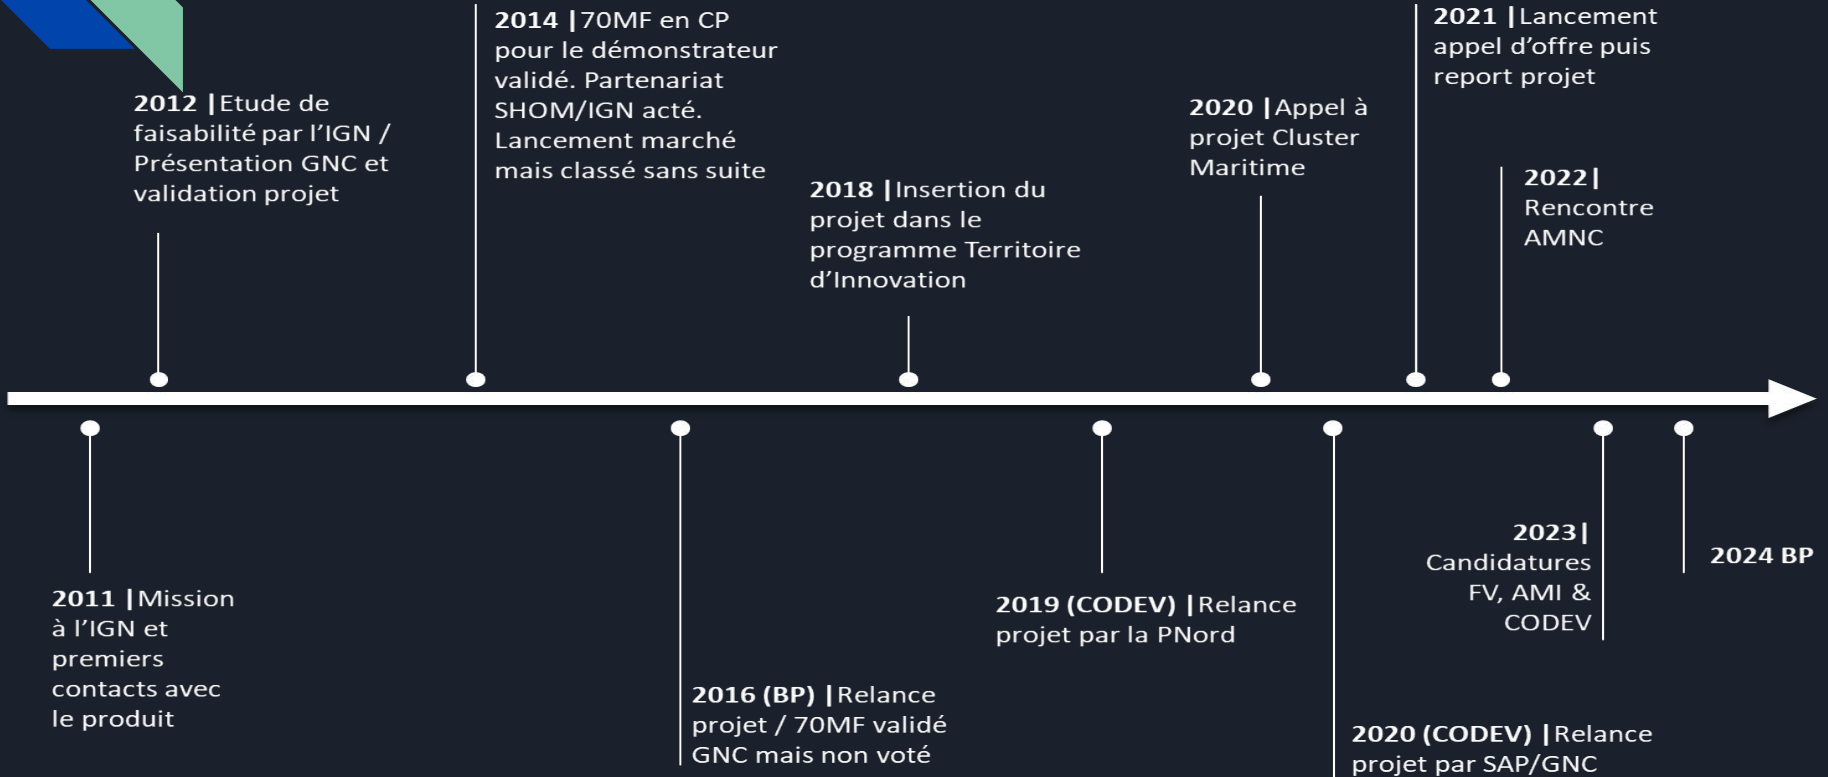 2014 |70MF en CP
pour le démonstrateur
validé. Partenariat
SHOM/IGN acté.
Lancement marché
mais classé sans suite
2021 |Lancement
appel d’offre puis
report projet
2012 |Etude de
faisabilité par l’IGN /
Présentation GNC et
validation projet
2020 |Appel à
projet Cluster
Maritime
2018 |Insertion du
projet dans le
programme Territoire
d’Innovation
2022|
Rencontre
AMNC
2011 |Mission
à l’IGN et
premiers
contacts avec
le produit
2016 (BP) |Relance
projet / 70MF validé
GNC mais non voté
2019 (CODEV) |Relance
projet par la PNord
2020 (CODEV) |Relance
projet par SAP/GNC
2023|
Candidatures
FV, AMI &
CODEV
2024 BP